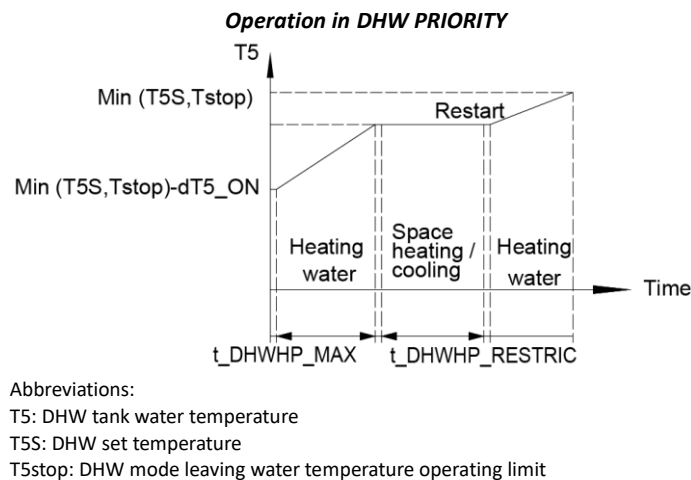 Operation in DHW PRIORITY
T5
Min (T5S,Tstop)
Restart
Min (T5S,Tstop)-dT5_ON
Heating
water
Space
heating /
cooling
Heating
water
Time
t_DHWHP_MAX
t_DHWHP_RESTRIC
Abbreviations:
T5: DHW tank water temperature
T5S: DHW set temperature
T5stop: DHW mode leaving water temperature operating limit